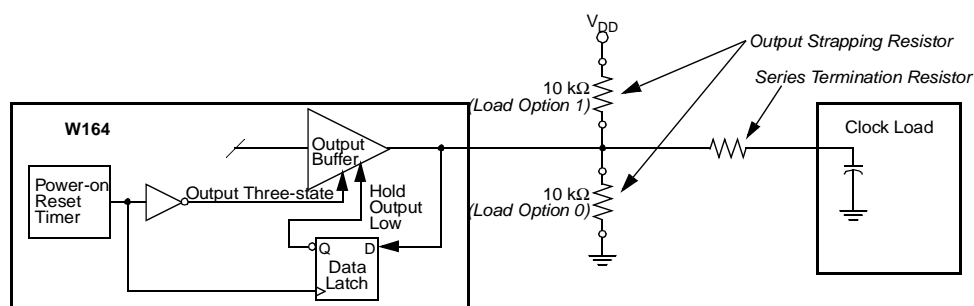 VDD
Output Strapping Resistor
Series Termination Resistor
10 kΩ
(Load Option 1)
W164
Output
Buffer
Clock Load
Power-on
Reset
Timer
Output Three-state
Hold
Output
Low
10 kΩ
(Load Option 0)
Q
D
Data
Latch